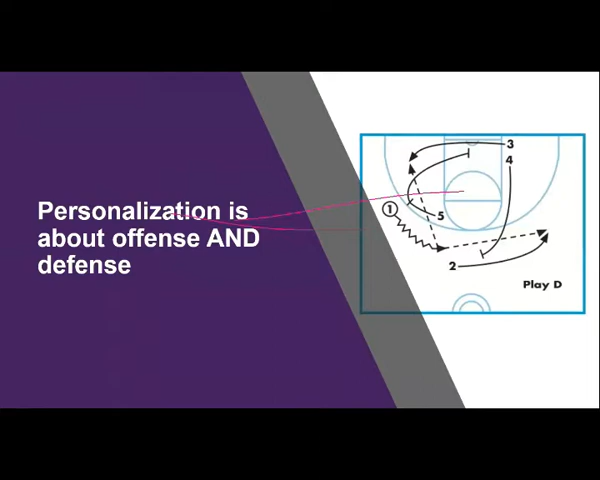 Personalization is
about offense AND
defense
3
4
1
5
2
Play D